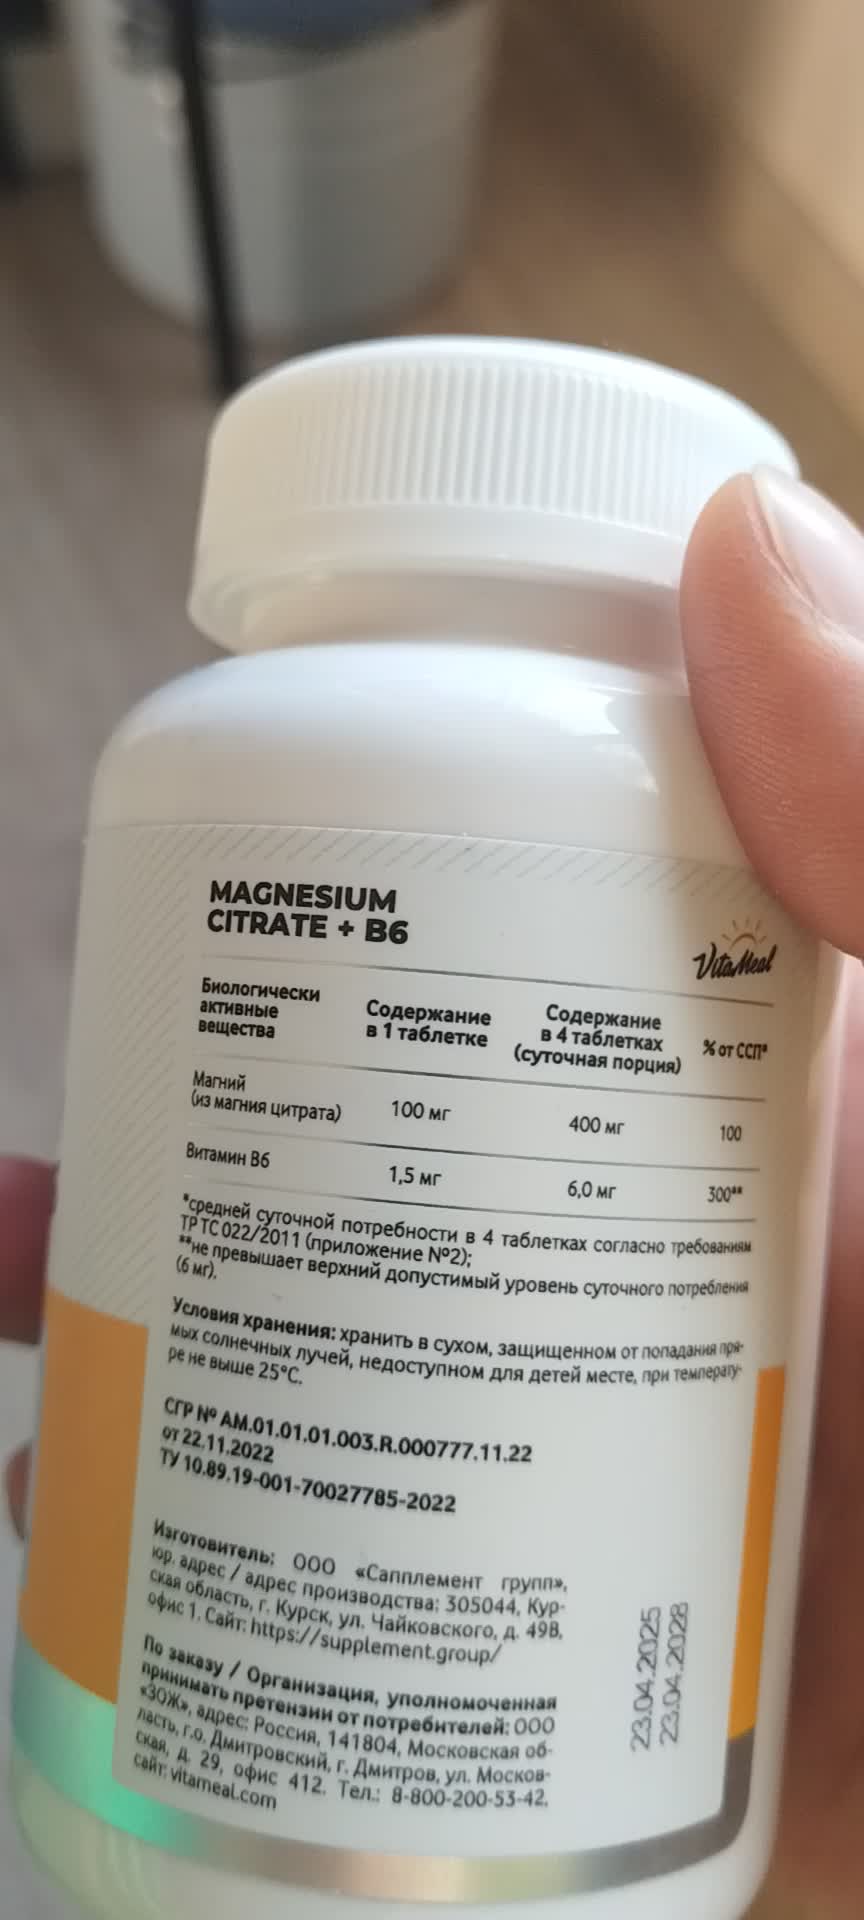 MAGNESIUM
CITRATE + B6
VitaMeal
Биологически
активные
вещества
Содержание
в 1 таблетке
Содержание
в 4 таблетках
(суточная порция)
% от ССП*
Магний
(из магния цитрата)
100 мг
400 мг
100
Витамин В6
1,5 мг
6,0 мг
300**
*средней суточной потребности в 4 таблетках согласно требованиям
ТР ТС 022/2011 (приложение №2);
**не превышает верхний допустимый уровень суточного потребления
(6 мг).
Условия хранения: хранить в сухом, защищенном от попадания пря-
мых солнечных лучей, недоступном для детей месте, при температу-
ре не выше 25°С.
СГР № AM.01.01.01.003.R.000777.11.22
от 22.11.2022
ТУ 10.89.19-001-70027785-2022
Изготовитель: ООО «Сапплемент групп»,
юр. адрес / адрес производства: 305044, Кур-
ская область, г. Курск, ул. Чайковского, д. 49В,
офис 1. Сайт: https://supplement.group/
По заказу / Организация, уполномоченная
принимать претензии от потребителей: ООО
«ЗОЖ», адрес: Россия, 141804, Московская об-
ласть, г.о. Дмитровский, г. Дмитров, ул. Москов-
ская, д. 29, офис 412. Тел.: 8-800-200-53-42,
сайт: vitameal.com
23.04.2025
23.04.2028